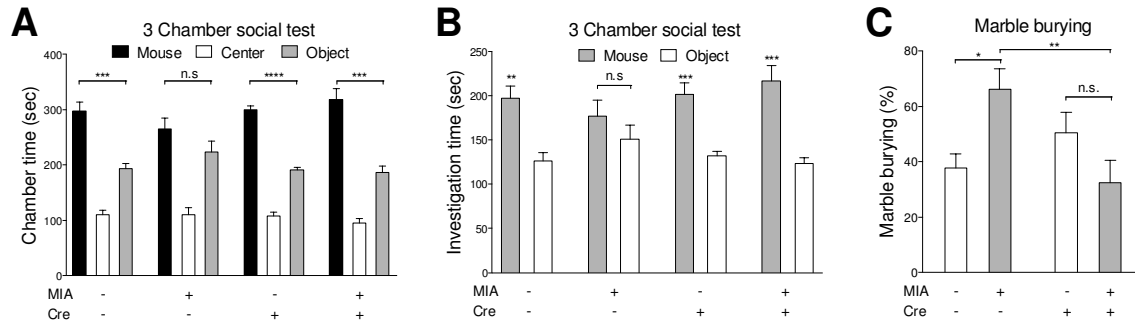 A
3 Chamber social test
Mouse Center Object
Chamber time (sec)
400
300
200
100
0
*** n.s **** ***
MIA - + - +
Cre - - + +
B
3 Chamber social test
Mouse Object
Investigation time (sec)
250
200
150
100
50
0
** n.s *** ***
MIA - + - +
Cre - - + +
C
Marble burying
Marble burying (%)
80
60
40
20
0
* **
n.s.
MIA - + - +
Cre - - + +